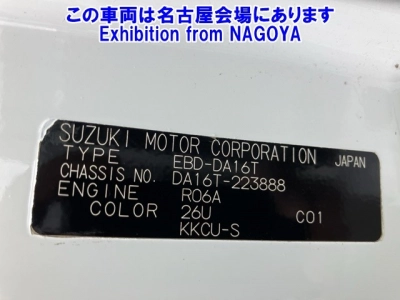 この車両は名古屋会場にあります
Exhibition from NAGOYA
SUZUKI MOTOR CORPORATION JAPAN
TYPE EBD-DA16T
CHASSIS NO. DA16T-223888
ENGINE R06A
COLOR 26U C01
KKCU-S